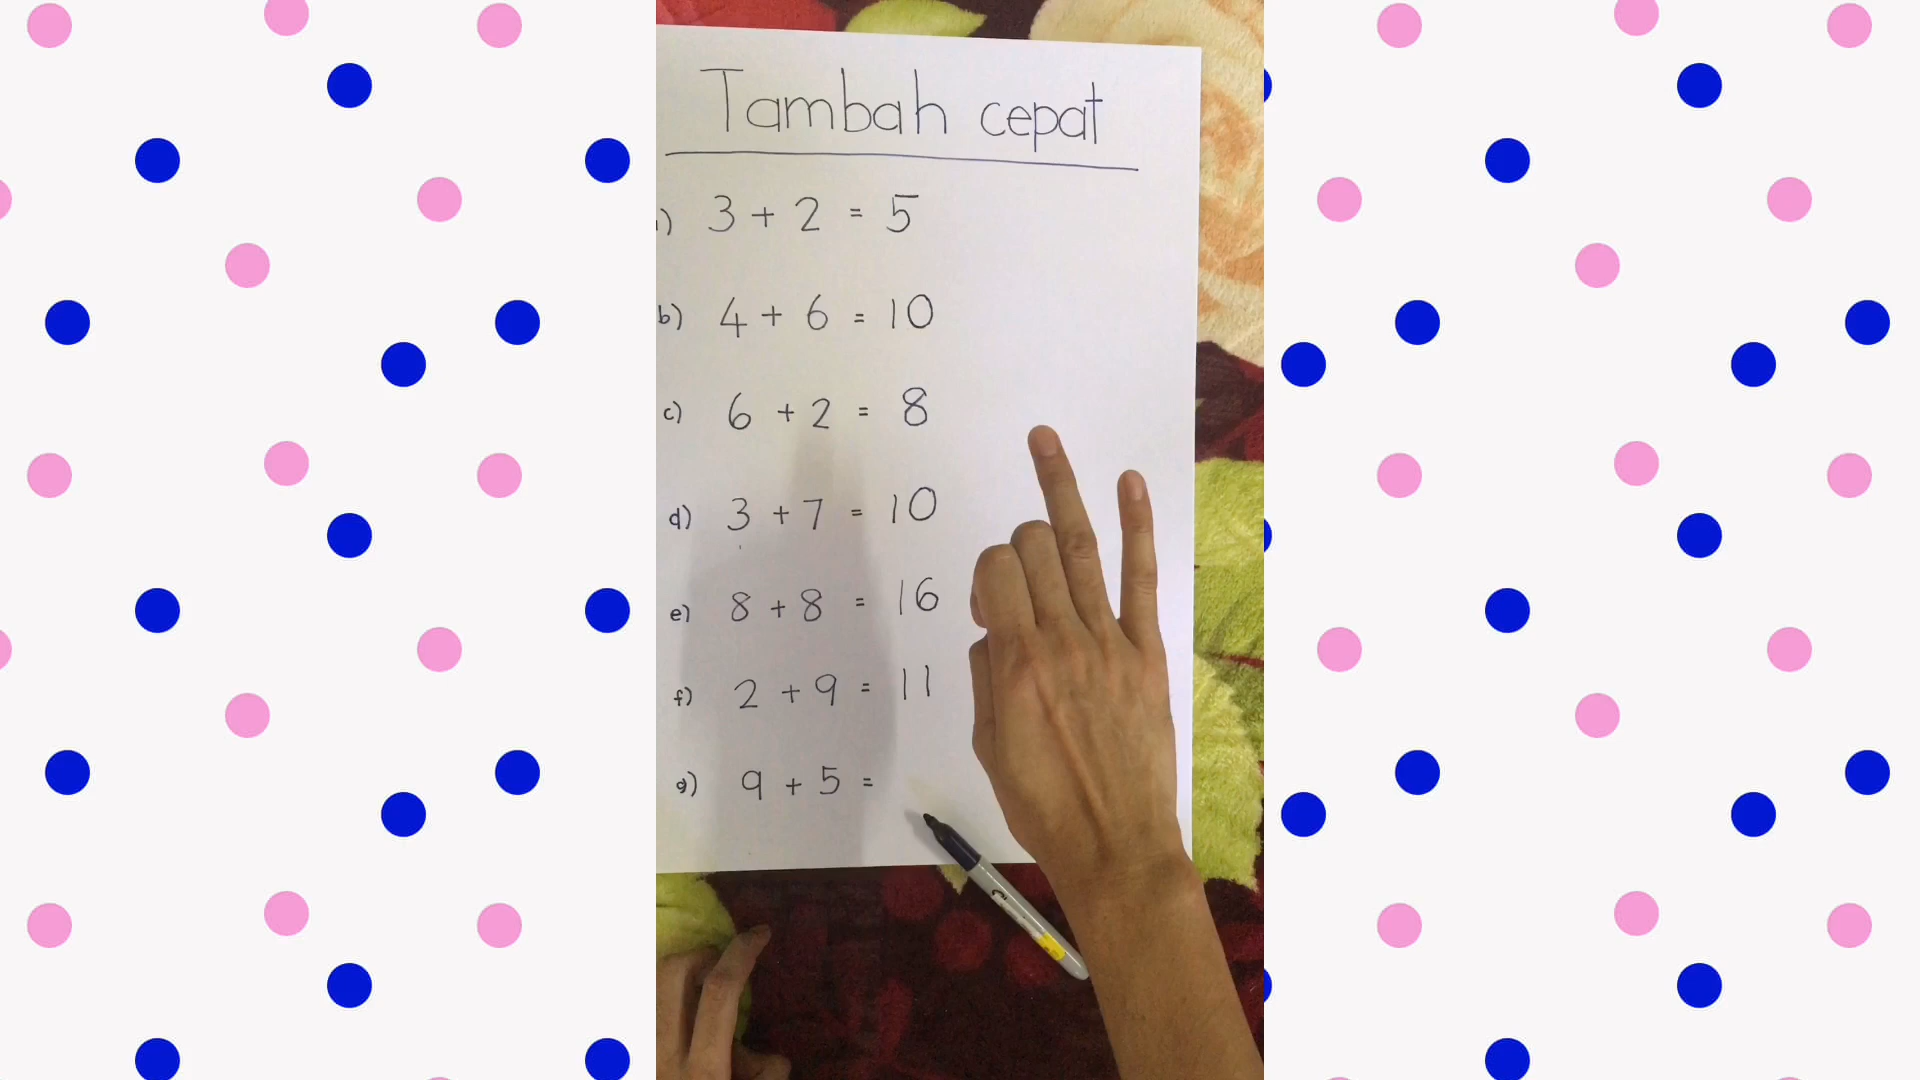 Tambah cepat
) 3 + 2 = 5
b) 4 + 6 = 10
c) 6 + 2 = 8
d) 3 + 7 = 10
e) 8 + 8 = 16
f) 2 + 9 = 11
g) 9 + 5 =